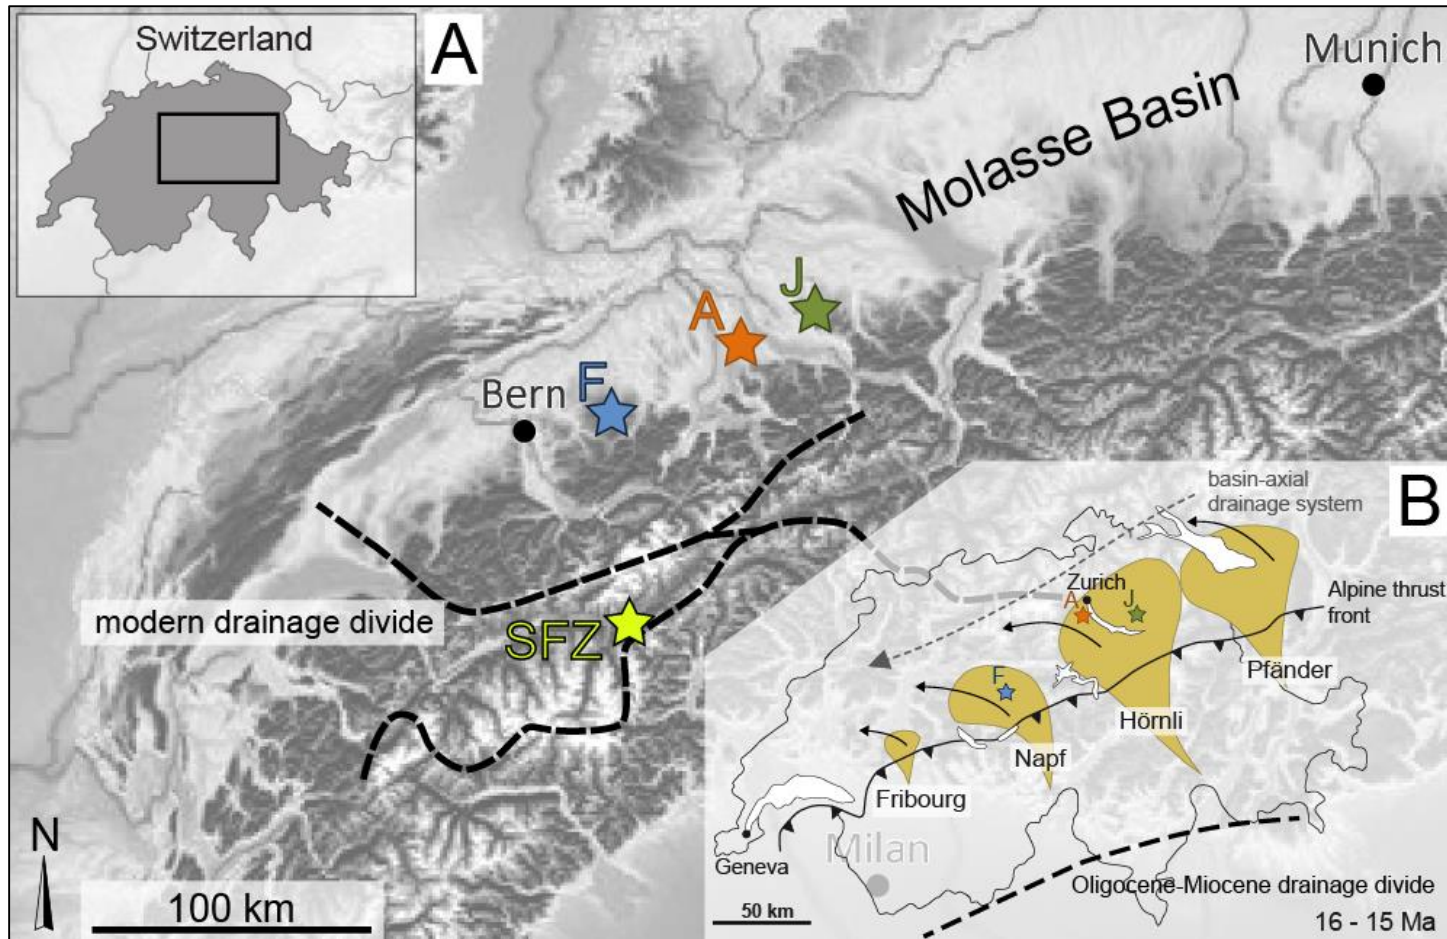 Switzerland
A
Munich
Molasse Basin
J
A
F
Bern
SFZ
modern drainage divide
N
100 km
B
basin-axial
drainage system
Zurich
A
J
Alpine thrust
front
F
Pfänder
Hörnli
Napf
Fribourg
Geneva
Milan
Oligocene-Miocene drainage divide
50 km
16 - 15 Ma